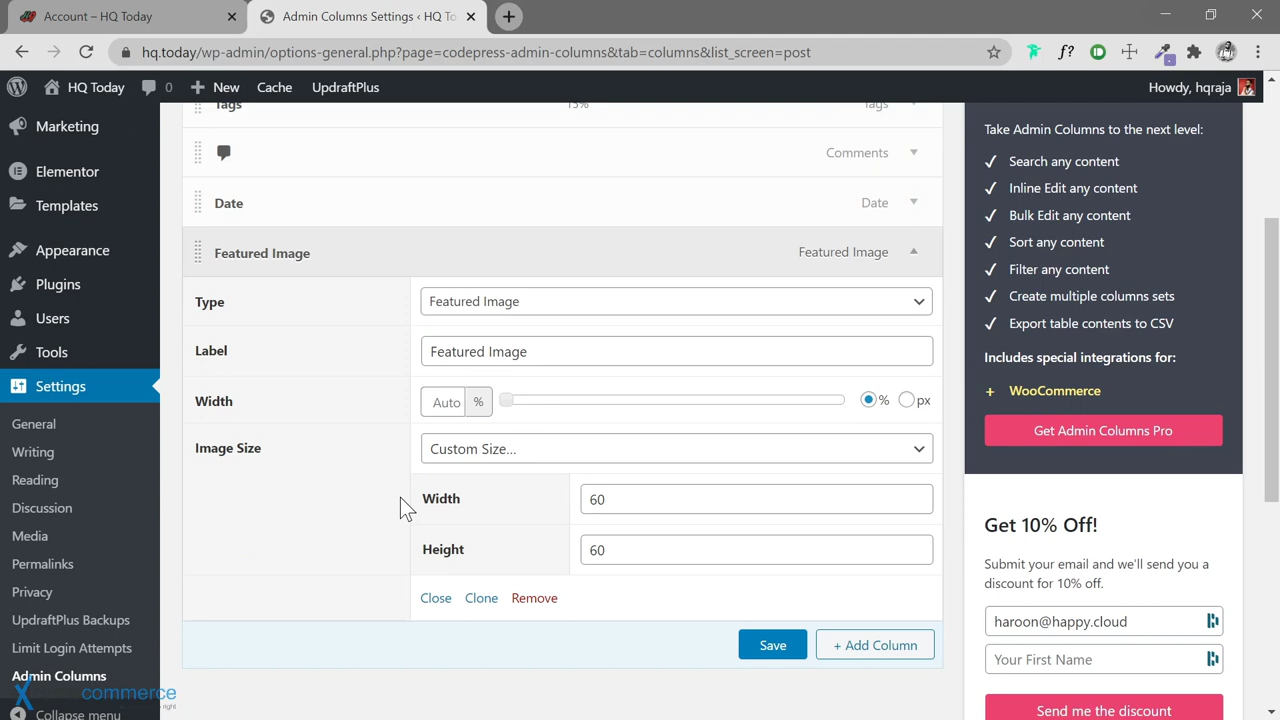 Account – HQ Today
Admin Columns Settings ‹ HQ To
hq.today/wp-admin/options-general.php?page=codepress-admin-columns&tab=columns&list_screen=post
f?
HQ Today
0
New
Cache
UpdraftPlus
Howdy, hqraja
Marketing
Elementor
Templates
Appearance
Plugins
Users
Tools
Settings
General
Writing
Reading
Discussion
Media
Permalinks
Privacy
UpdraftPlus Backups
Limit Login Attempts
Admin Columns
Collapse menu
X commerce
Tags 15% Tags
Comments
Date Date
Featured Image Featured Image
Type Featured Image
Label Featured Image
Width Auto % % px
Image Size Custom Size...
Width 60
Height 60
Close Clone Remove
Save + Add Column
Take Admin Columns to the next level:
✓ Search any content
✓ Inline Edit any content
✓ Bulk Edit any content
✓ Sort any content
✓ Filter any content
✓ Create multiple columns sets
✓ Export table contents to CSV
Includes special integrations for:
+ WooCommerce
Get Admin Columns Pro
Get 10% Off!
Submit your email and we'll send you a
discount for 10% off.
haroon@happy.cloud
Your First Name
Send me the discount